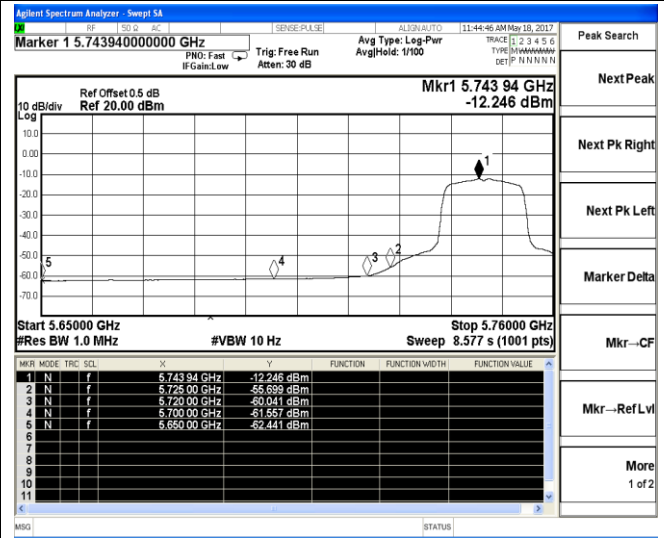 Agilent Spectrum Analyzer - Swept SA
LXI RF 50 Ω AC SENSE:PULSE ALIGNAUTO 11:44:46 AM May 18, 2017
Marker 1 5.743940000000 GHz
PNO: Fast
IFGain:Low
Trig: Free Run
Atten: 30 dB
Avg Type: Log-Pwr
Avg|Hold: 1/100
TRACE 1 2 3 4 5 6
TYPE MWWWWW
DET P NNNNN
Ref Offset 0.5 dB
10 dB/div Ref 20.00 dBm
Log
Mkr1 5.743 94 GHz
-12.246 dBm
10.0
0.00
-10.0
-20.0
-30.0
-40.0
-50.0
-60.0
-70.0
1
2
3
4
5
Start 5.65000 GHz Stop 5.76000 GHz
#Res BW 1.0 MHz #VBW 10 Hz Sweep 8.577 s (1001 pts)
MKR MODE TRC SCL X Y FUNCTION FUNCTION WIDTH FUNCTION VALUE
1 N f 5.743 94 GHz -12.246 dBm
2 N f 5.725 00 GHz -55.699 dBm
3 N f 5.720 00 GHz -60.041 dBm
4 N f 5.700 00 GHz -61.557 dBm
5 N f 5.650 00 GHz -62.441 dBm
6
7
8
9
10
11
MSG STATUS
Peak Search
Next Peak
Next Pk Right
Next Pk Left
Marker Delta
Mkr→CF
Mkr→Ref Lvl
More
1 of 2